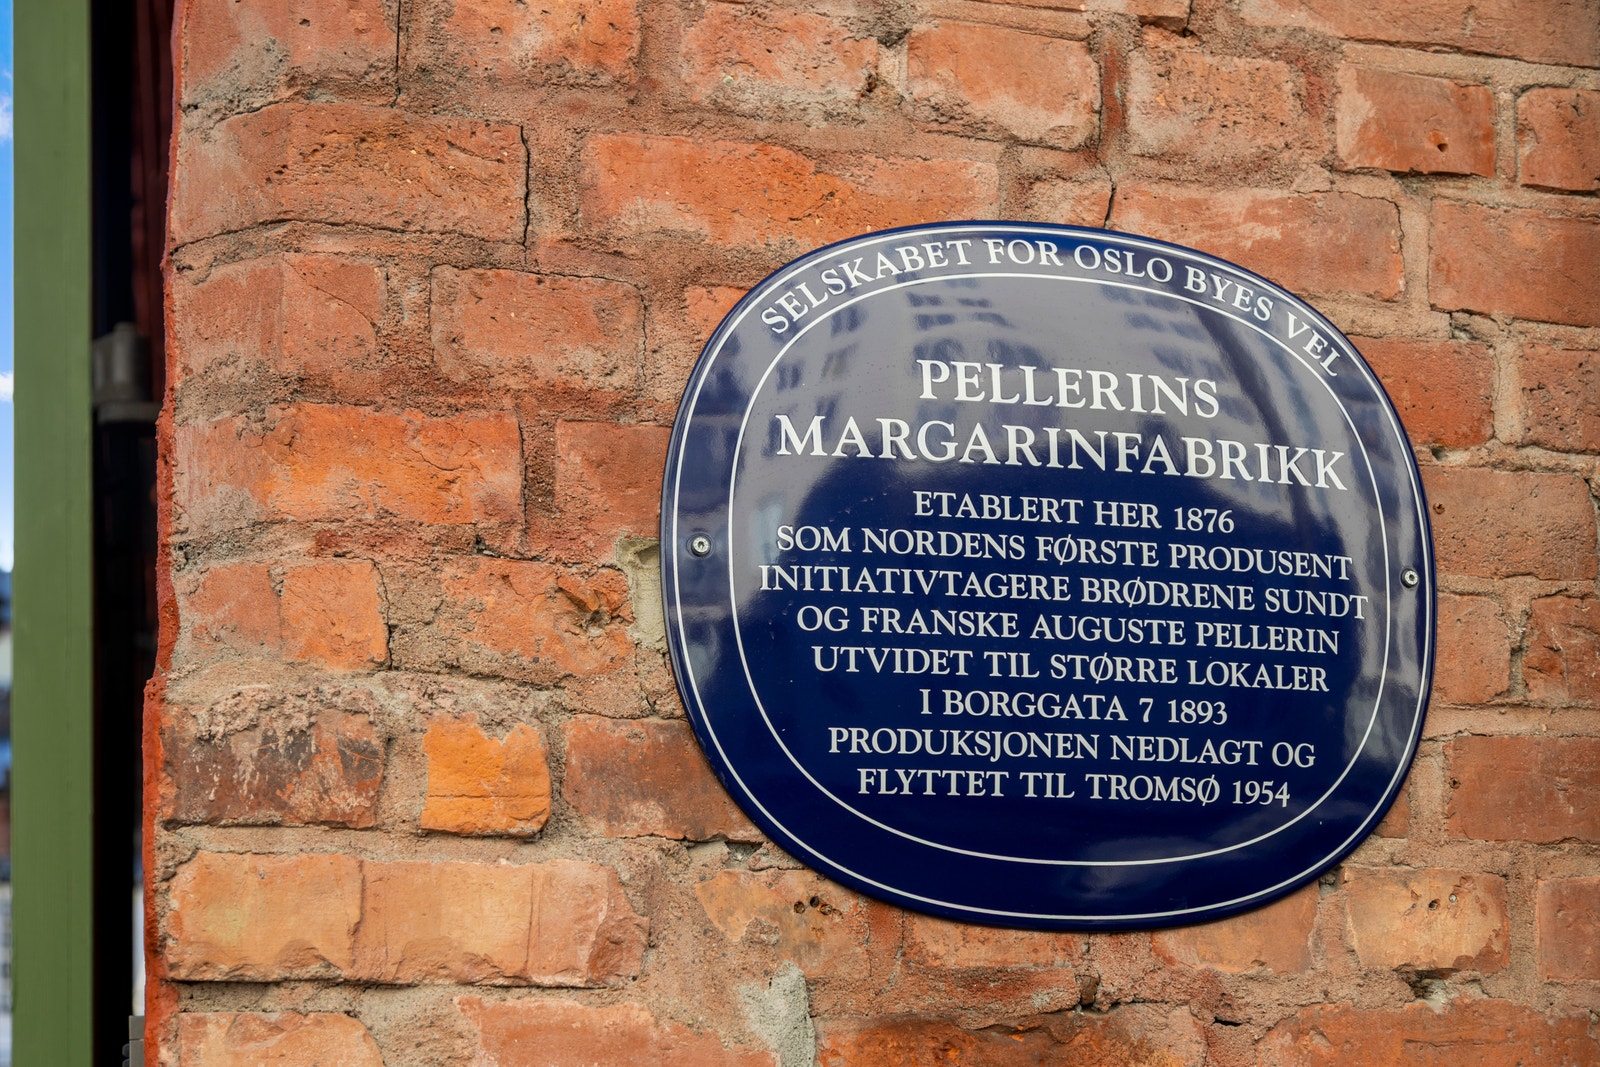 SELSKABET FOR OSLO BYES VEL
PELLERINS
MARGARINFABRIKK
ETABLERT HER 1876
SOM NORDENS FØRSTE PRODUSENT
INITIATIVTAGERE BRØDRENE SUNDT
OG FRANSKE AUGUSTE PELLERIN
UTVIDET TIL STØRRE LOKALER
I BORGGATA 7 1893
PRODUKSJONEN NEDLAGT OG
FLYTTET TIL TROMSØ 1954